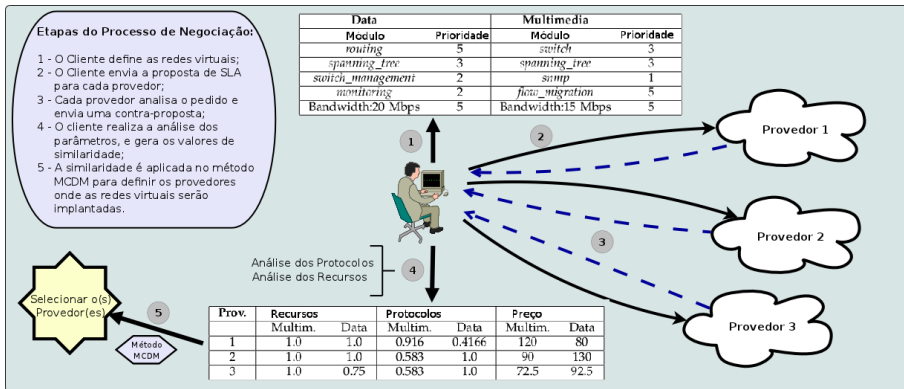 Etapas do Processo de Negociação:
1 - O Cliente define as redes virtuais;
2 - O Cliente envia a proposta de SLA
para cada provedor;
3 - Cada provedor analisa o pedido e
envia uma contra-proposta;
4 - O cliente realiza a análise dos
parâmetros, e gera os valores de
similaridade;
5 - A similaridade é aplicada no método
MCDM para definir os provedores
onde as redes virtuais serão
implantadas.
Data Multimedia
Módulo Prioridade Módulo Prioridade
routing 5 switch 3
spanning_tree 3 spanning_tree 3
switch_management 2 snmp 1
monitoring 2 flow_migration 5
Bandwidth:20 Mbps 5 Bandwidth:15 Mbps 5
1
2
Provedor 1
Provedor 2
3
Provedor 3
Análise dos Protocolos
Análise dos Recursos
4
Selecionar o(s)
Provedor(es)
5
Método
MCDM
Prov. Recursos Protocolos Preço
Multim. Data Multim. Data Multim. Data
1 1.0 1.0 0.916 0.4166 120 80
2 1.0 1.0 0.583 1.0 90 130
3 1.0 0.75 0.583 1.0 72.5 92.5